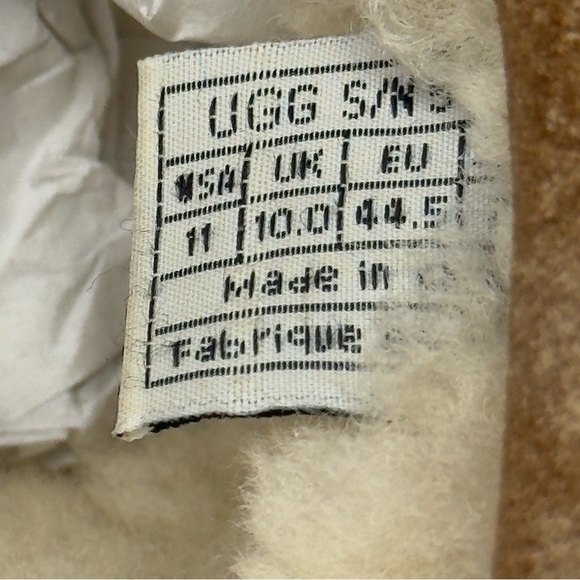 UGG S/N
USA UK EU
11 10.0 44.5
Made in
Fabrique